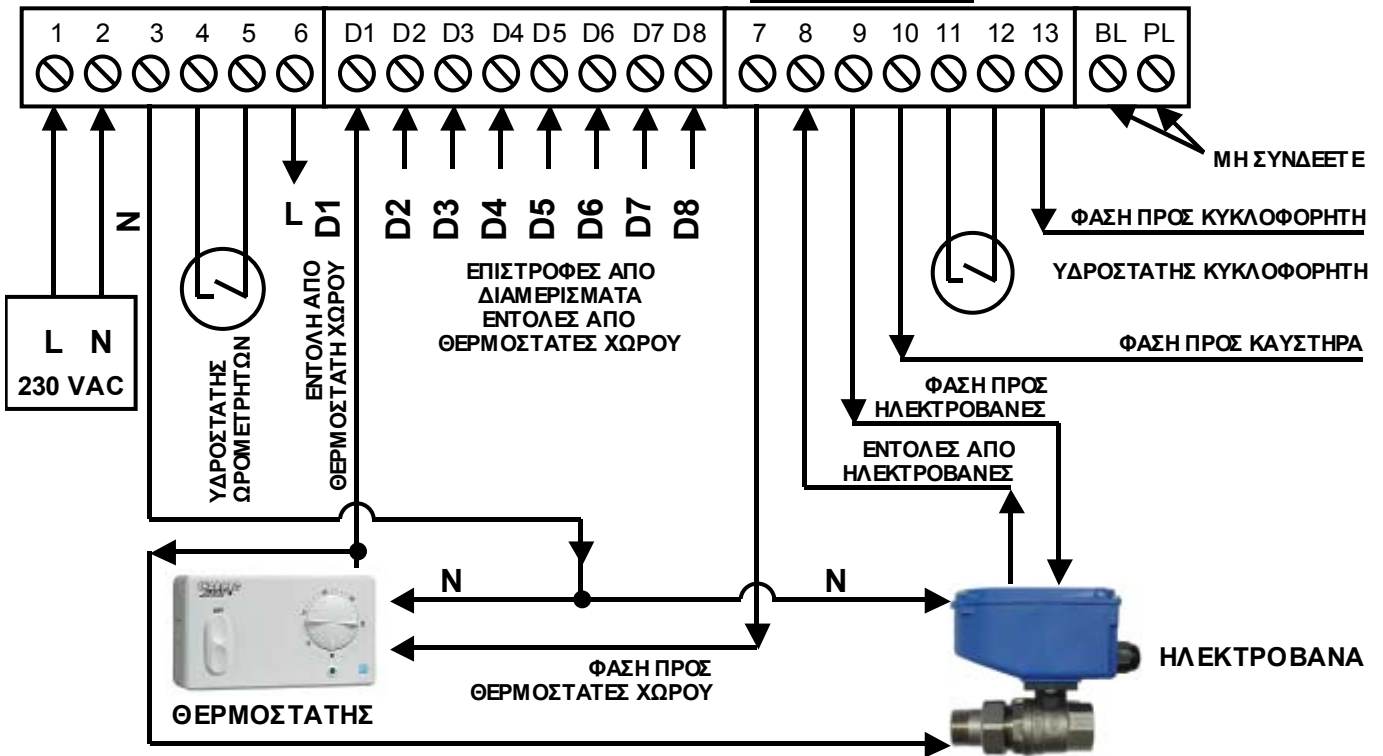 1 2 3 4 5 6 D1 D2 D3 D4 D5 D6 D7 D8 7 8 9 10 11 12 13 BL PL
ΜΗ ΣΥΝΔΕΕΤΕ
N
L
D1
D2
D3
D4
D5
D6
D7
D8
ΦΑΣΗ ΠΡΟΣ ΚΥΚΛΟΦΟΡΗΤΗ
ΕΠΙΣΤΡΟΦΕΣ ΑΠΟ
ΔΙΑΜΕΡΙΣΜΑΤΑ
ΕΝΤΟΛΕΣ ΑΠΟ
ΘΕΡΜΟΣΤΑΤΕΣ ΧΩΡΟΥ
ΥΔΡΟΣΤΑΤΗΣ ΚΥΚΛΟΦΟΡΗΤΗ
L N
230 VAC
ΥΔΡΟΣΤΑΤΗΣ
ΩΡΟΜΕΤΡΗΤΩΝ
ΕΝΤΟΛΗ ΑΠΟ
ΘΕΡΜΟΣΤΑΤΗ ΧΩΡΟΥ
ΦΑΣΗ ΠΡΟΣ ΚΑΥΣΤΗΡΑ
ΦΑΣΗ ΠΡΟΣ
ΗΛΕΚΤΡΟΒΑΝΕΣ
ΕΝΤΟΛΕΣ ΑΠΟ
ΗΛΕΚΤΡΟΒΑΝΕΣ
N
N
ΦΑΣΗ ΠΡΟΣ
ΘΕΡΜΟΣΤΑΤΕΣ ΧΩΡΟΥ
ΘΕΡΜΟΣΤΑΤΗΣ
ΗΛΕΚΤΡΟΒΑΝΑ